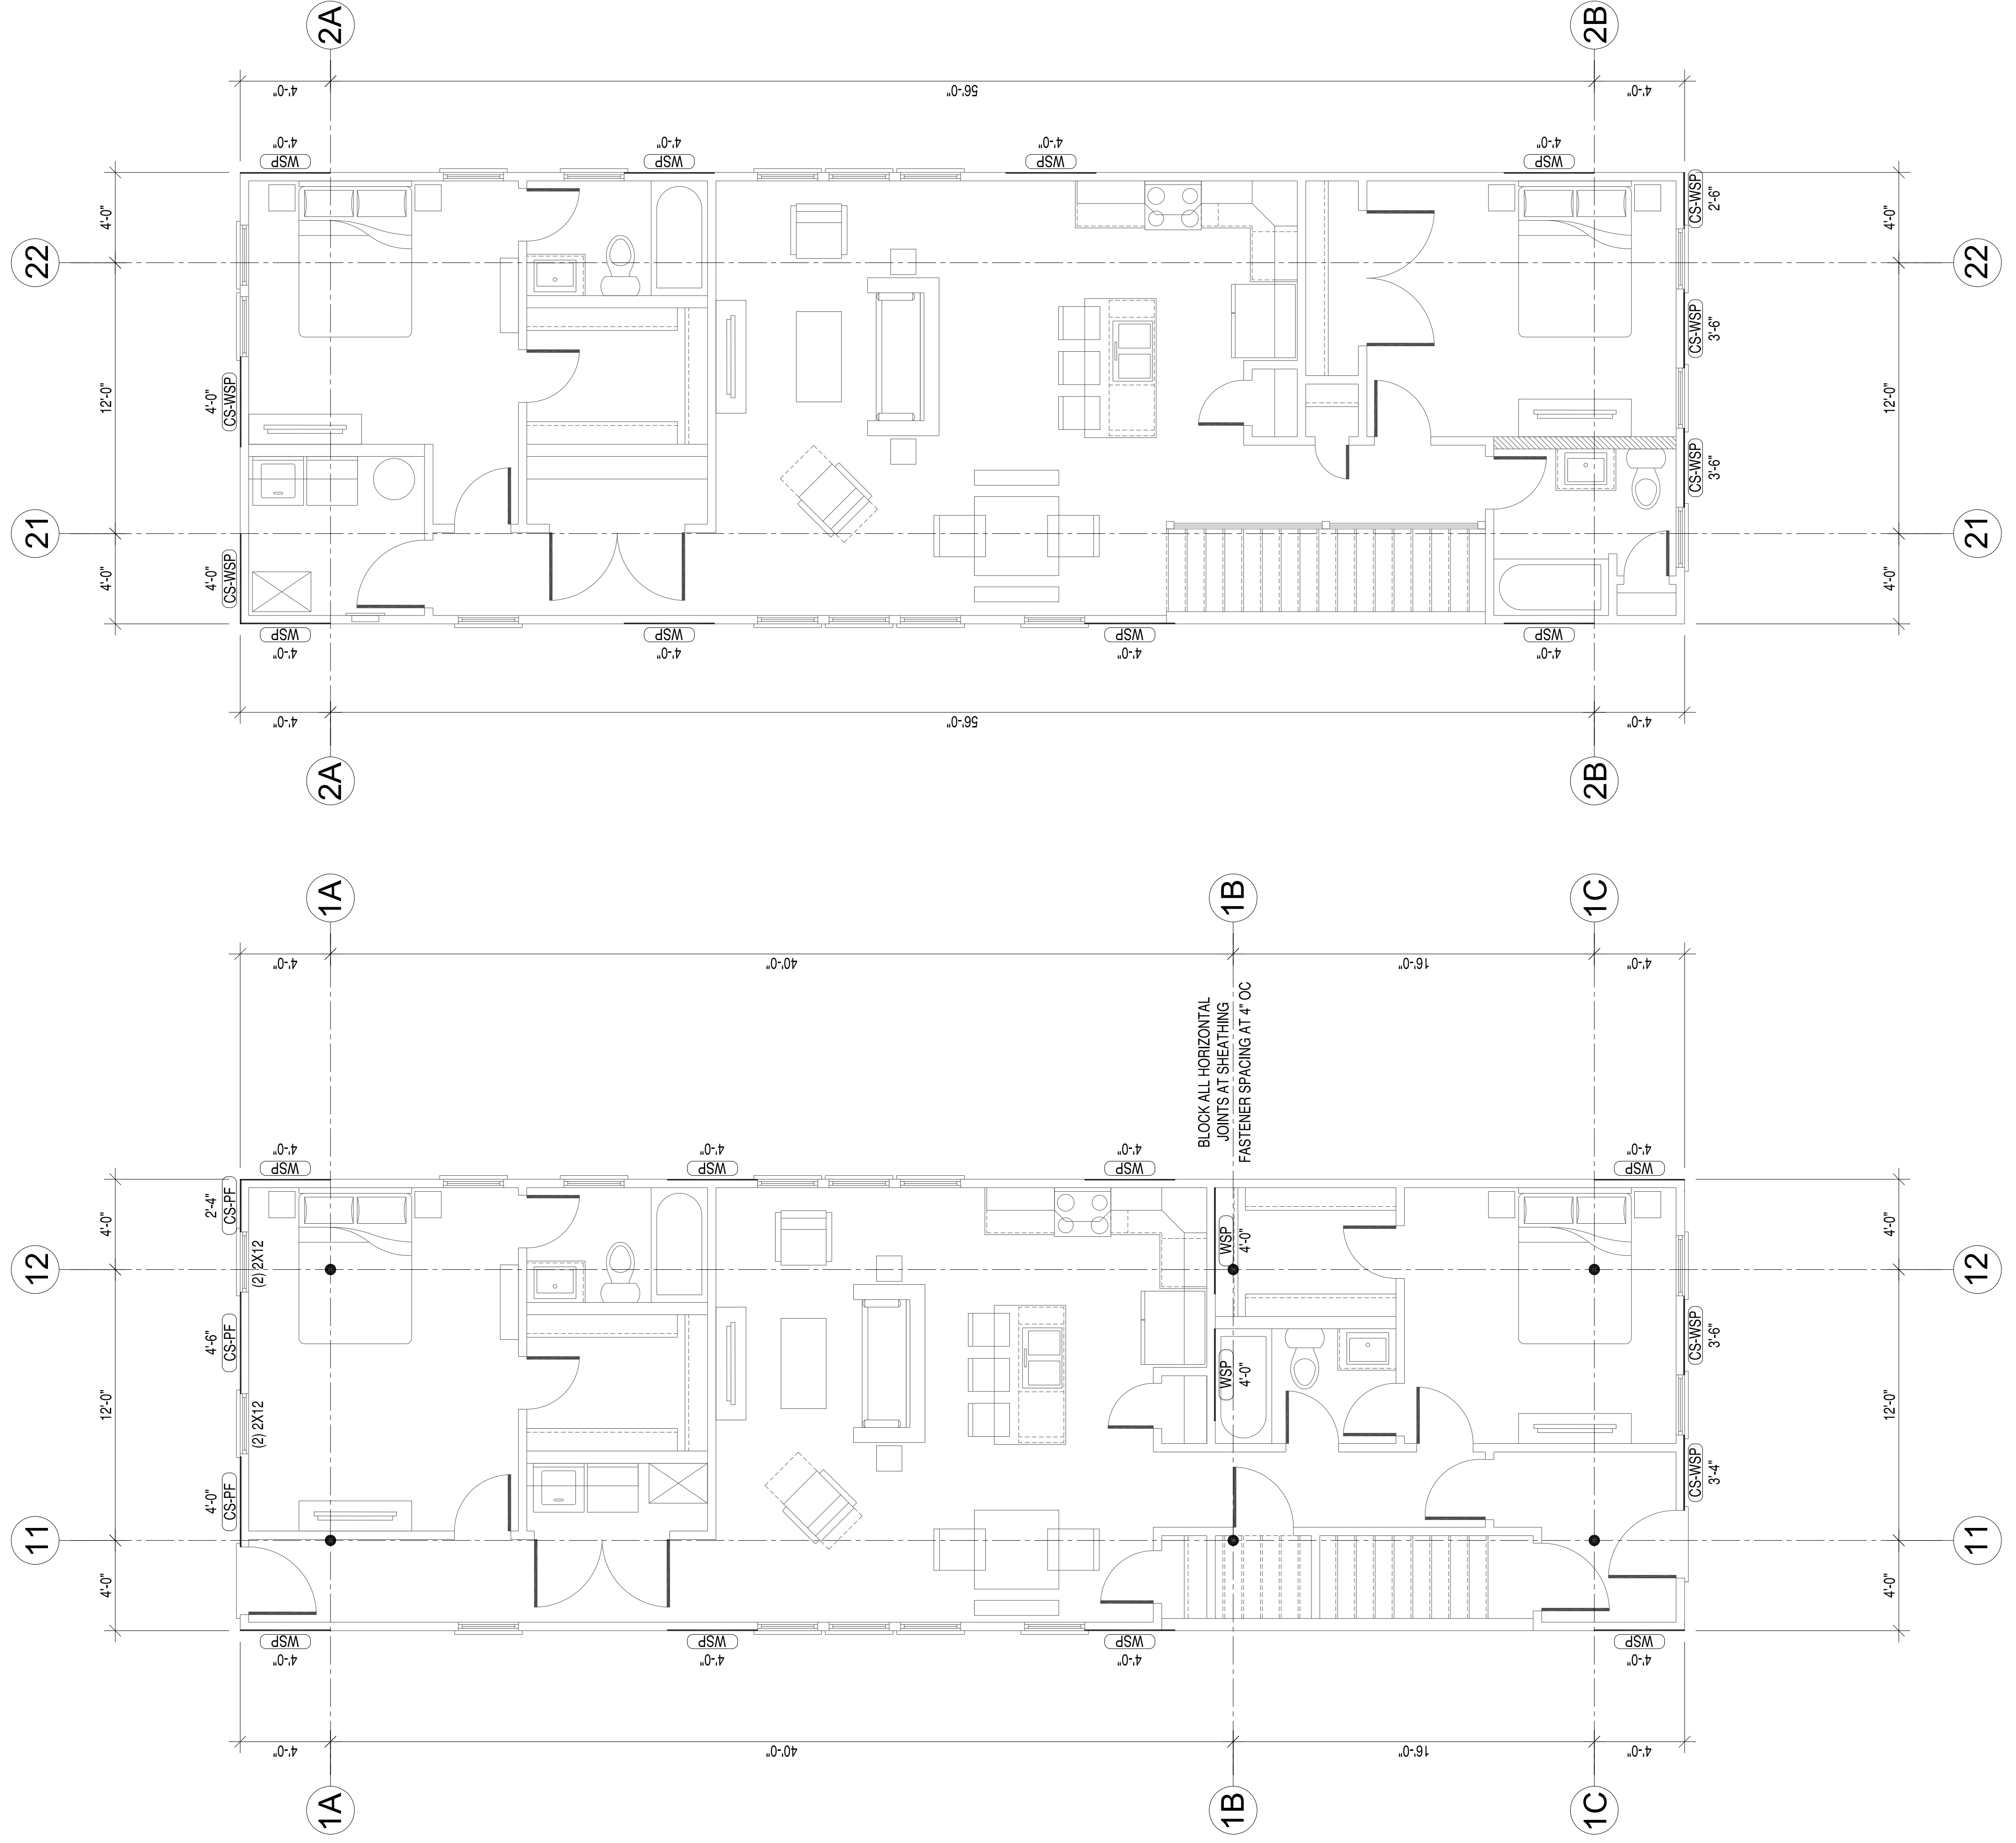 2A
2B
4'-0"
56'-0"
4'-0"
4'-0"
4'-0"
4'-0"
4'-0"
WSP
WSP
WSP
WSP
CS-WSP
2'-6"
4'-0"
4'-0"
22
22
CS-WSP
3'-6"
4'-0"
CS-WSP
12'-0"
12'-0"
CS-WSP
3'-6"
21
21
4'-0"
CS-WSP
4'-0"
4'-0"
WSP
WSP
WSP
WSP
4'-0"
4'-0"
4'-0"
4'-0"
4'-0"
56'-0"
4'-0"
2A
2B
1A
1B
1C
4'-0"
40'-0"
16'-0"
4'-0"
BLOCK ALL HORIZONTAL
JOINTS AT SHEATHING
FASTENER SPACING AT 4" OC
4'-0"
4'-0"
4'-0"
4'-0"
WSP
WSP
WSP
WSP
2'-4"
CS-PF
4'-0"
4'-0"
(2) 2X12
WSP
4'-0"
12
12
4'-6"
CS-PF
CS-WSP
3'-6"
WSP
4'-0"
12'-0"
12'-0"
(2) 2X12
CS-WSP
3'-4"
4'-0"
CS-PF
11
11
4'-0"
4'-0"
WSP
WSP
WSP
WSP
4'-0"
4'-0"
4'-0"
4'-0"
4'-0"
40'-0"
16'-0"
4'-0"
1A
1B
1C